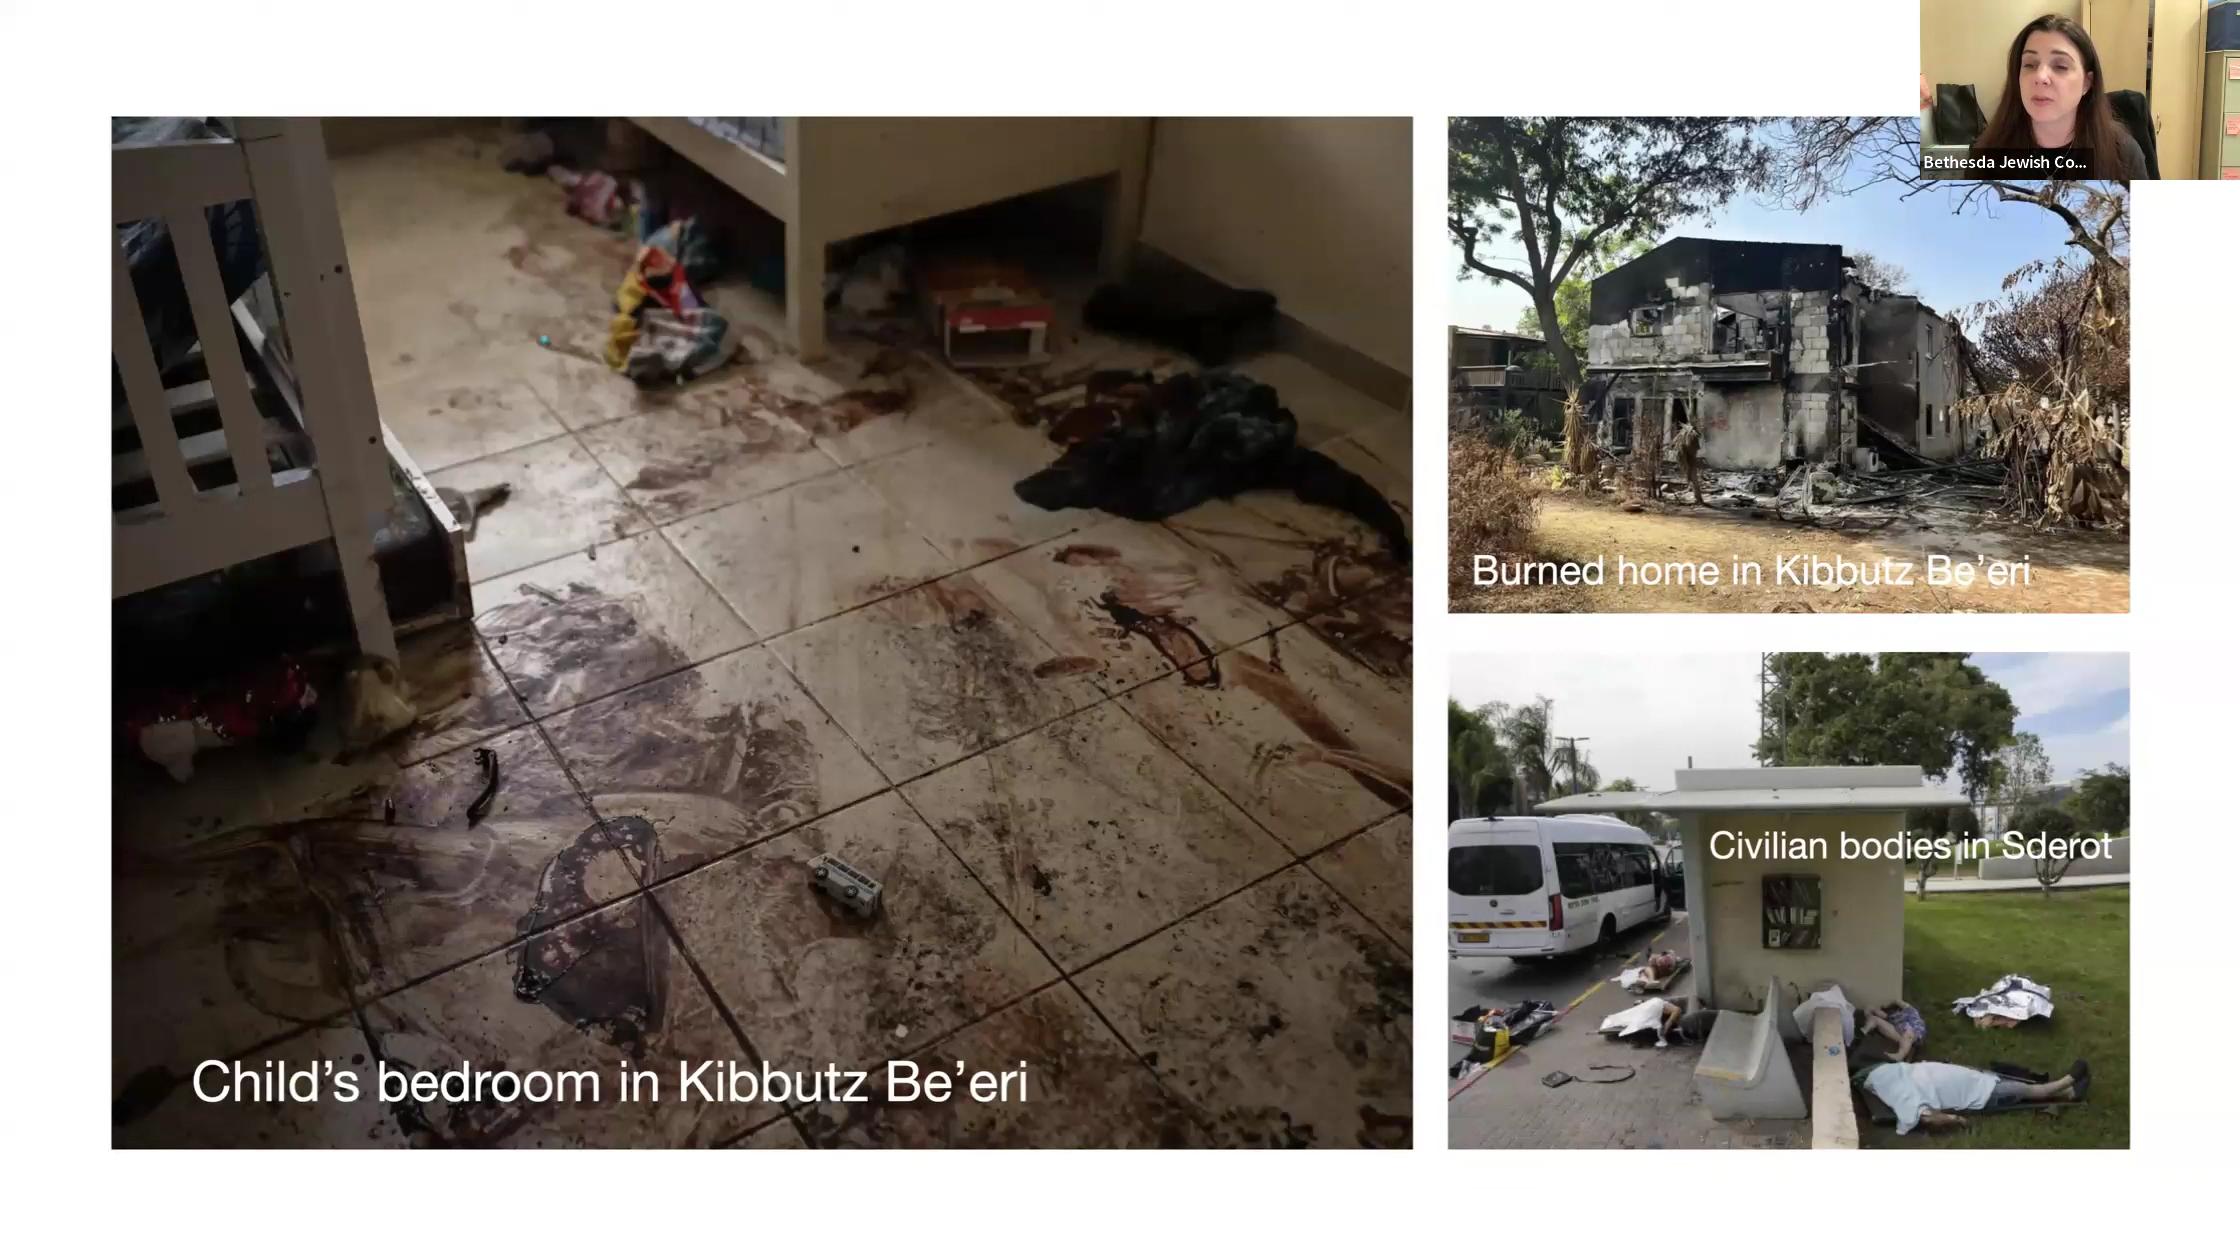 Bethesda Jewish Co...
Burned home in Kibbutz Be'eri
Civilian bodies in Sderot
Child's bedroom in Kibbutz Be'eri